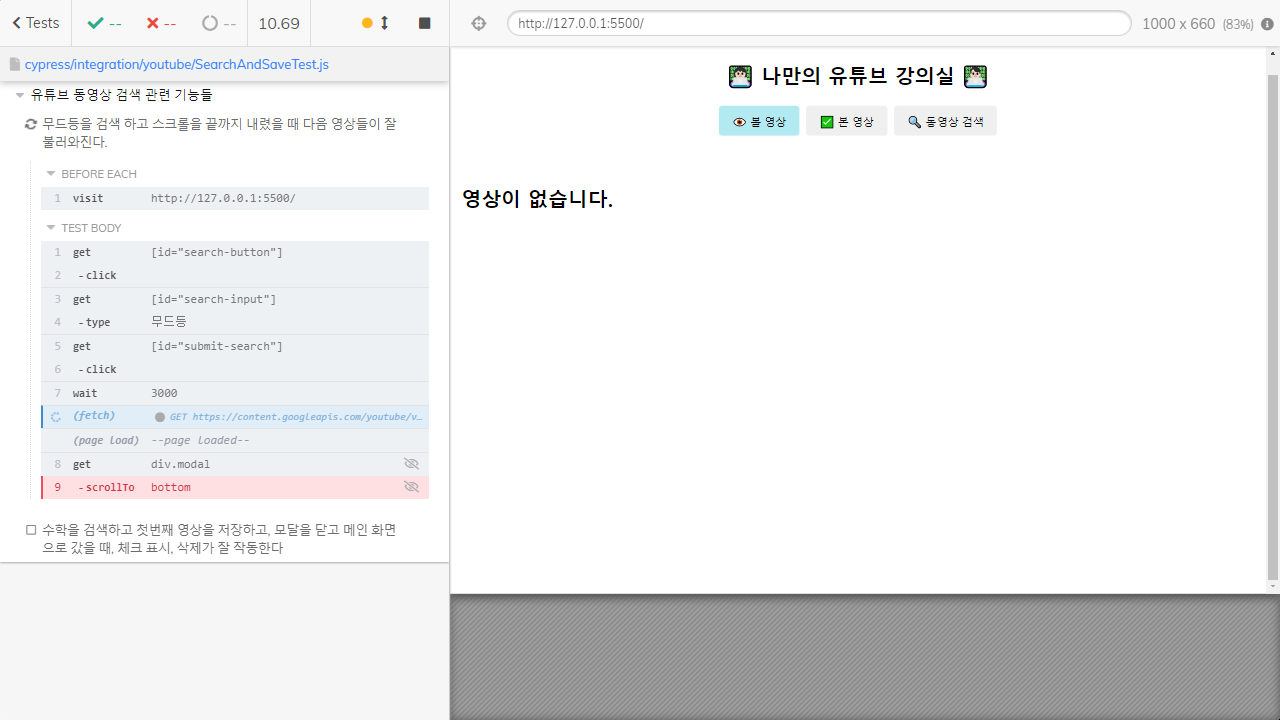 Tests
--
--
--
10.69
http://127.0.0.1:5500/
1000 x 660 (83%)
cypress/integration/youtube/SearchAndSaveTest.js
유튜브 동영상 검색 관련 기능들
무드등을 검색 하고 스크롤을 끝까지 내렸을 때 다음 영상들이 잘
불러와진다.
BEFORE EACH
1 visit http://127.0.0.1:5500/
TEST BODY
1 get [id="search-button"]
2 -click
3 get [id="search-input"]
4 -type 무드등
5 get [id="submit-search"]
6 -click
7 wait 3000
(fetch) GET https://content.googleapis.com/youtube/v...
(page load) --page loaded--
8 get div.modal
9 -scrollTo bottom
수학을 검색하고 첫번째 영상을 저장하고, 모달을 닫고 메인 화면
으로 갔을 때, 체크 표시, 삭제가 잘 작동한다
나만의 유튜브 강의실
👁️ 볼 영상
✅ 본 영상
🔍 동영상 검색
영상이 없습니다.